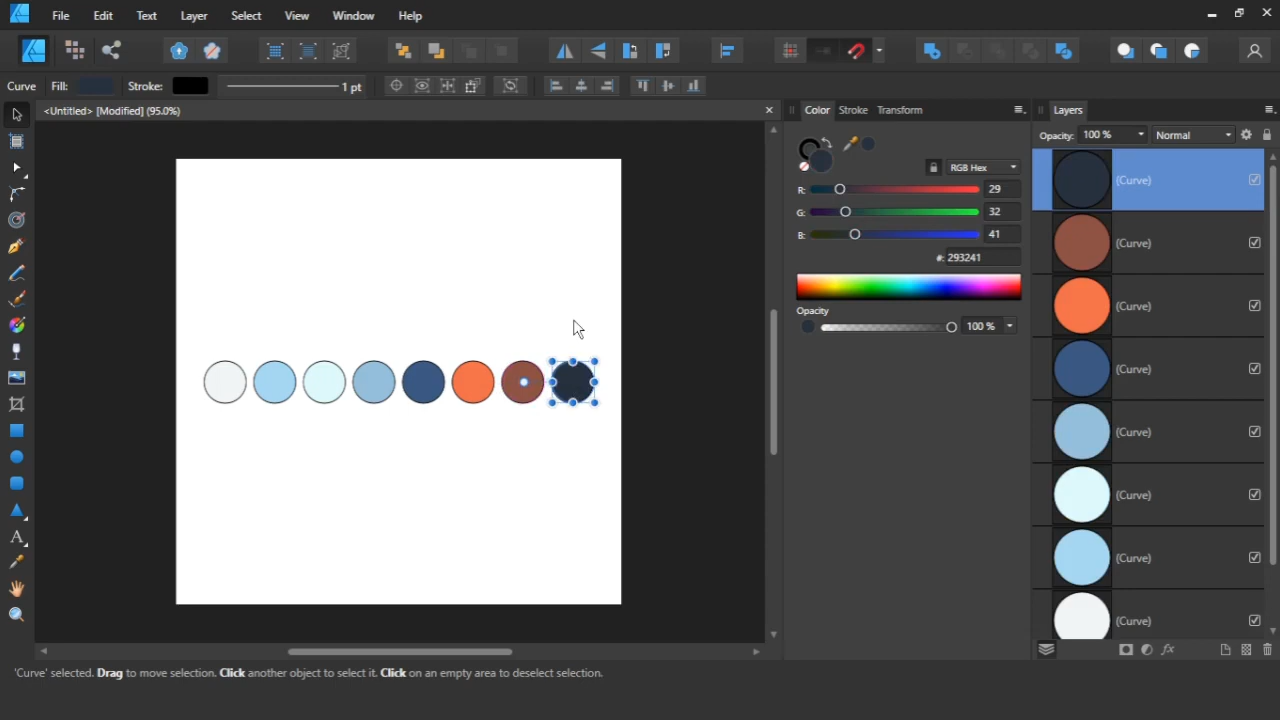 File Edit Text Layer Select View Window Help
Curve Fill: Stroke: 1 pt
<Untitled> [Modified] (95.0%)
Color Stroke Transform
Layers
Opacity: 100 % Normal
RGB Hex
R: 29
G: 32
B: 41
#: 293241
Opacity
100 %
(Curve)
(Curve)
(Curve)
(Curve)
(Curve)
(Curve)
(Curve)
(Curve)
A
fx
'Curve' selected. Drag to move selection. Click another object to select it. Click on an empty area to deselect selection.